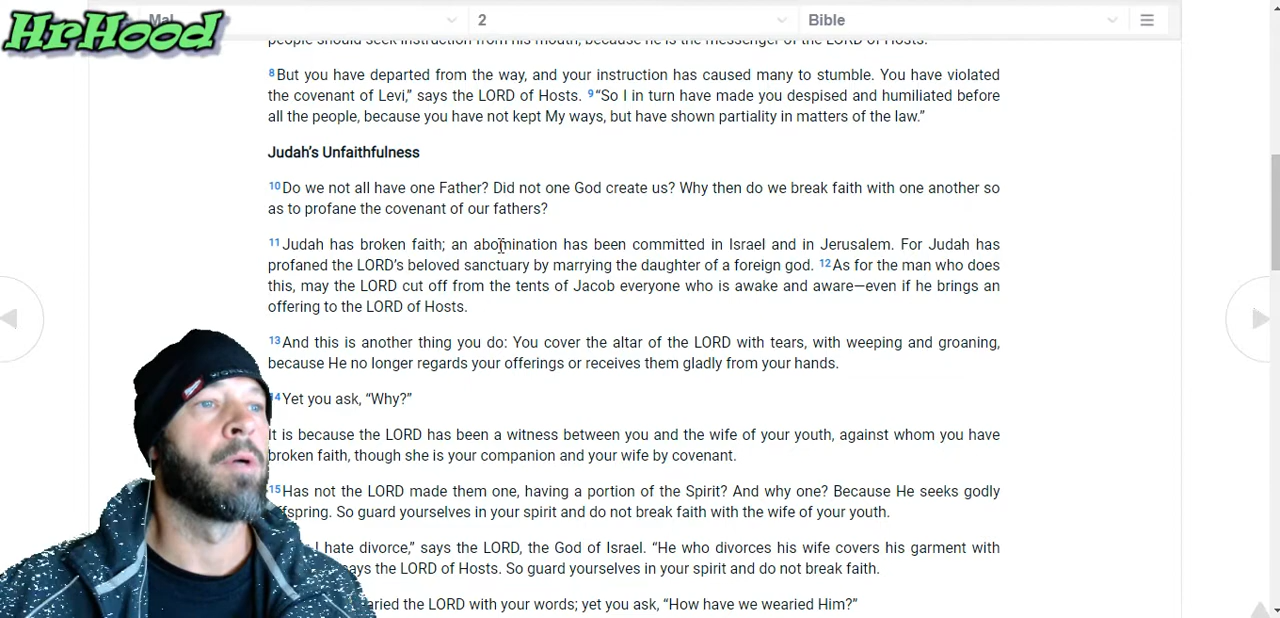 HrHood
Mal 2 Bible
people should seek instruction from his mouth, because he is the messenger of the LORD of Hosts.
8 But you have departed from the way, and your instruction has caused many to stumble. You have violated
the covenant of Levi,” says the LORD of Hosts. 9 “So I in turn have made you despised and humiliated before
all the people, because you have not kept My ways, but have shown partiality in matters of the law.”
Judah’s Unfaithfulness
10 Do we not all have one Father? Did not one God create us? Why then do we break faith with one another so
as to profane the covenant of our fathers?
11 Judah has broken faith; an abomination has been committed in Israel and in Jerusalem. For Judah has
profaned the LORD’s beloved sanctuary by marrying the daughter of a foreign god. 12 As for the man who does
this, may the LORD cut off from the tents of Jacob everyone who is awake and aware—even if he brings an
offering to the LORD of Hosts.
13 And this is another thing you do: You cover the altar of the LORD with tears, with weeping and groaning,
because He no longer regards your offerings or receives them gladly from your hands.
14 Yet you ask, “Why?”
It is because the LORD has been a witness between you and the wife of your youth, against whom you have
broken faith, though she is your companion and your wife by covenant.
15 Has not the LORD made them one, having a portion of the Spirit? And why one? Because He seeks godly
offspring. So guard yourselves in your spirit and do not break faith with the wife of your youth.
I hate divorce,” says the LORD, the God of Israel. “He who divorces his wife covers his garment with
says the LORD of Hosts. So guard yourselves in your spirit and do not break faith.
the LORD with your words; yet you ask, “How have we wearied Him?”